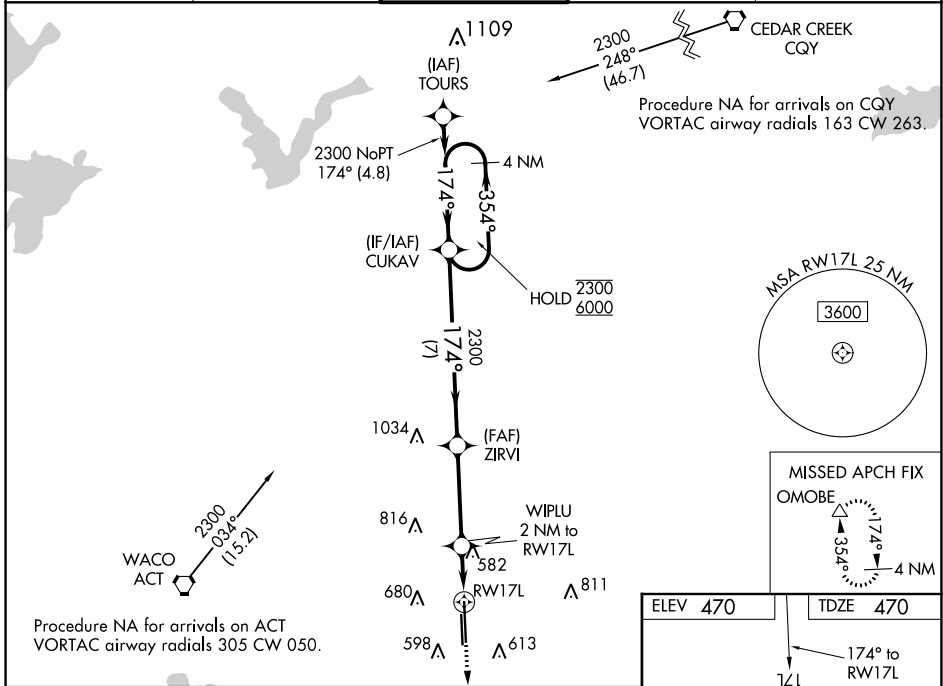 1109
CEDAR CREEK
CQY
2300
248°
(46.7)
(IAF)
TOURS
Procedure NA for arrivals on CQY
VORTAC airway radials 163 CW 263.
2300 NoPT
174° (4.8)
4 NM
174°
354°
(IF/IAF)
CUKAV
HOLD 2300
6000
MSA RW17L 25 NM
3600
2300
174°
(7)
1034
(FAF)
ZIRVI
MISSED APCH FIX
OMOBE
174°
354°
4 NM
816
WIPLU
2 NM to
RW17L
582
2300
034°
(15.2)
WACO
ACT
680
RW17L
811
ELEV 470
TDZE 470
Procedure NA for arrivals on ACT
VORTAC airway radials 305 CW 050.
598
613
174° to
RW17L
17L